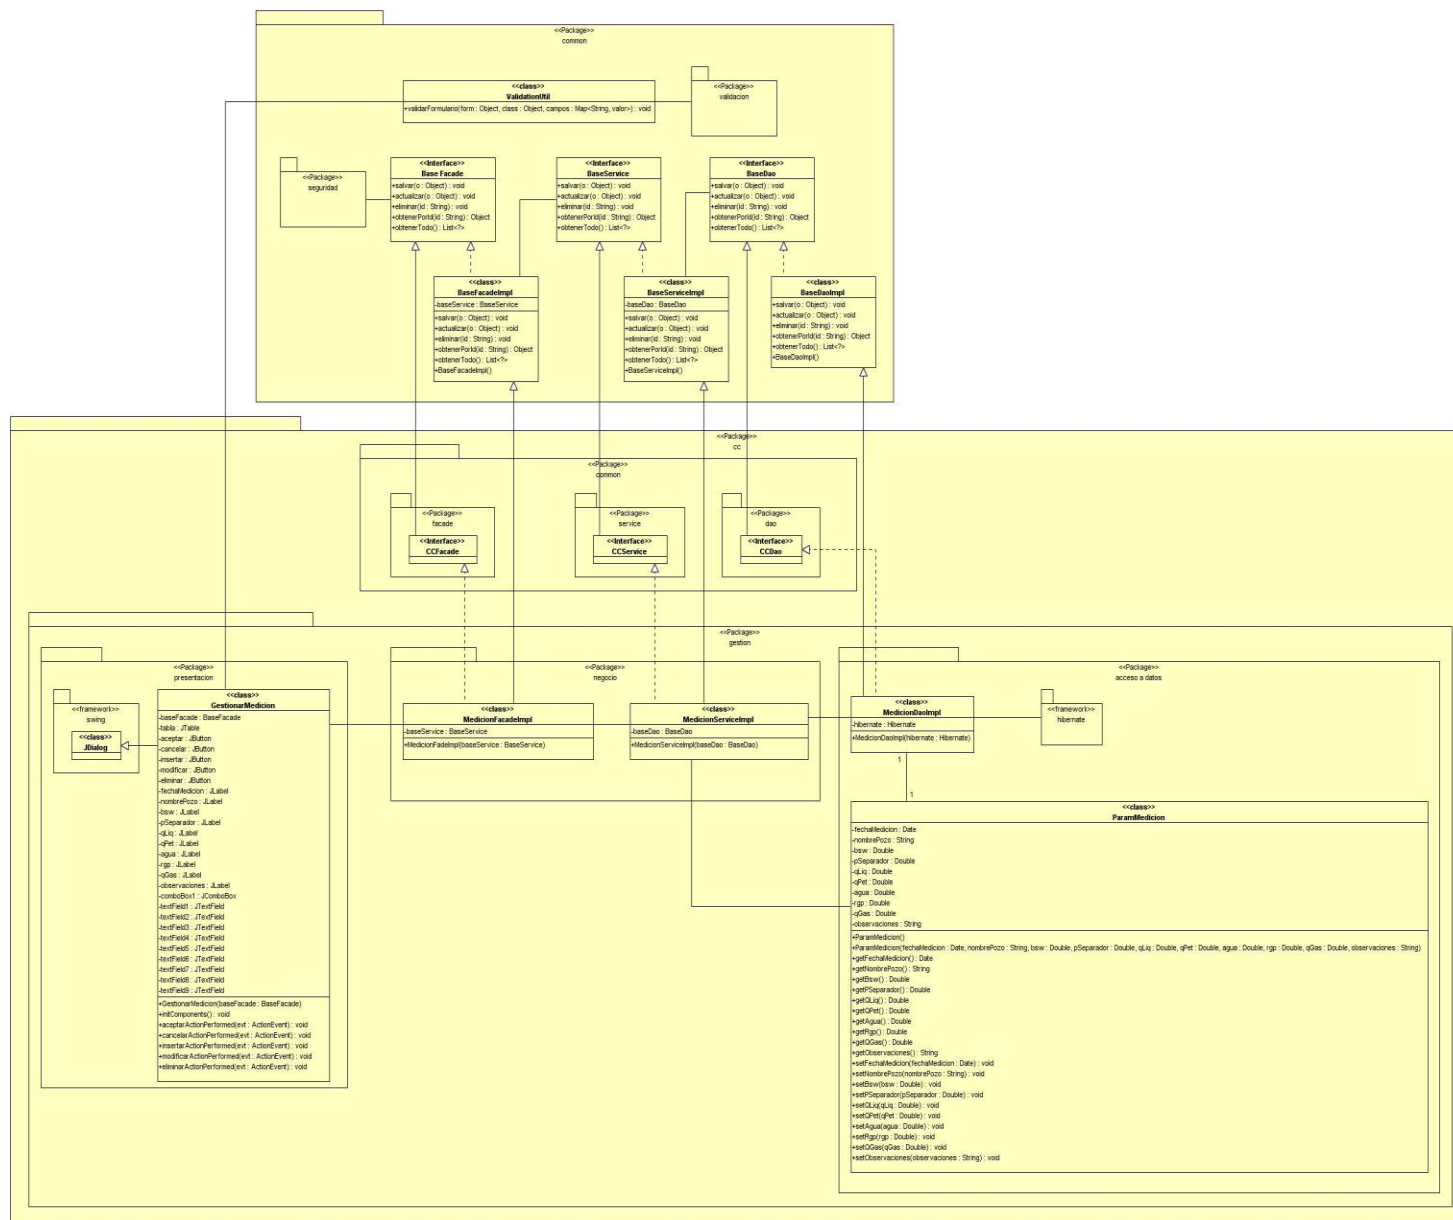 <<Package>>
common
<<class>>
ValidationUtil
+validarFormulario(form : Object, class : Object, campos : Map<String, valor>) : void
<<Package>>
validacion
<<Package>>
seguridad
<<Interface>>
Base Facade
+salvar(o : Object) : void
+actualizar(o : Object) : void
+eliminar(id : String) : void
+obtenerPorId(id : String) : Object
+obtenerTodo() : List<?>
<<Interface>>
BaseService
+salvar(o : Object) : void
+actualizar(o : Object) : void
+eliminar(id : String) : void
+obtenerPorId(id : String) : Object
+obtenerTodo() : List<?>
<<Interface>>
BaseDao
+salvar(o : Object) : void
+actualizar(o : Object) : void
+eliminar(id : String) : void
+obtenerPorId(id : String) : Object
+obtenerTodo() : List<?>
<<class>>
BaseFacadeImpl
-baseService : BaseService
+salvar(o : Object) : void
+actualizar(o : Object) : void
+eliminar(id : String) : void
+obtenerPorId(id : String) : Object
+obtenerTodo() : List<?>
+BaseFacadeImpl()
<<class>>
BaseServiceImpl
-baseDao : BaseDao
+salvar(o : Object) : void
+actualizar(o : Object) : void
+eliminar(id : String) : void
+obtenerPorId(id : String) : Object
+obtenerTodo() : List<?>
+BaseServiceImpl()
<<class>>
BaseDaoImpl
+salvar(o : Object) : void
+actualizar(o : Object) : void
+eliminar(id : String) : void
+obtenerPorId(id : String) : Object
+obtenerTodo() : List<?>
+BaseDaoImpl()
<<Package>>
cc
<<Package>>
common
<<Package>>
facade
<<Interface>>
CCFacade
<<Package>>
service
<<Interface>>
CCService
<<Package>>
dao
<<Interface>>
CCDao
<<Package>>
gestion
<<Package>>
presentacion
<<framework>>
swing
<<class>>
JDialog
<<class>>
GestionarMedicion
-baseFacade : BaseFacade
-tabla : JTable
-aceptar : JButton
-cancelar : JButton
-insertar : JButton
-modificar : JButton
-eliminar : JButton
-fechaMedicion : JLabel
-nombrePozo : JLabel
-bsw : JLabel
-pSeparador : JLabel
-qLiq : JLabel
-qPet : JLabel
-agua : JLabel
-rgp : JLabel
-qGas : JLabel
-observaciones : JLabel
-comboBox1 : JComboBox
-textField1 : JTextField
-textField2 : JTextField
-textField3 : JTextField
-textField4 : JTextField
-textField5 : JTextField
-textField6 : JTextField
-textField7 : JTextField
-textField8 : JTextField
-textField9 : JTextField
+GestionarMedicion(baseFacade : BaseFacade)
+initComponents() : void
+aceptarActionPerformed(evt : ActionEvent) : void
+cancelarActionPerformed(evt : ActionEvent) : void
+insertarActionPerformed(evt : ActionEvent) : void
+modificarActionPerformed(evt : ActionEvent) : void
+eliminarActionPerformed(evt : ActionEvent) : void
<<Package>>
negocio
<<class>>
MedicionFacadeImpl
-baseService : BaseService
+MedicionFadeImpl(baseService : BaseService)
<<class>>
MedicionServiceImpl
-baseDao : BaseDao
+MedicionServiceImpl(baseDao : BaseDao)
<<Package>>
acceso a datos
<<class>>
MedicionDaoImpl
-hibernate : Hibernate
+MedicionDaoImpl(hibernate : Hibernate)
<<framework>>
hibernate
1
1
<<class>>
ParamMedicion
-fechaMedicion : Date
-nombrePozo : String
-bsw : Double
-pSeparador : Double
-qLiq : Double
-qPet : Double
-agua : Double
-rgp : Double
-qGas : Double
-observaciones : String
+ParamMedicion()
+ParamMedicion(fechaMedicion : Date, nombrePozo : String, bsw : Double, pSeparador : Double, qLiq : Double, qPet : Double, agua : Double, rgp : Double, qGas : Double, observaciones : String)
+getFechaMedicion() : Date
+getNombrePozo() : String
+getBsw() : Double
+getPSeparador() : Double
+getQLiq() : Double
+getQPet() : Double
+getAgua() : Double
+getRgp() : Double
+getQGas() : Double
+getObservaciones() : String
+setFechaMedicion(fechaMedicion : Date) : void
+setNombrePozo(nombrePozo : String) : void
+setBsw(bsw : Double) : void
+setPSeparador(pSeparador : Double) : void
+setQLiq(qLiq : Double) : void
+setQPet(qPet : Double) : void
+setAgua(agua : Double) : void
+setRgp(rgp : Double) : void
+setQGas(qGas : Double) : void
+setObservaciones(observaciones : String) : void